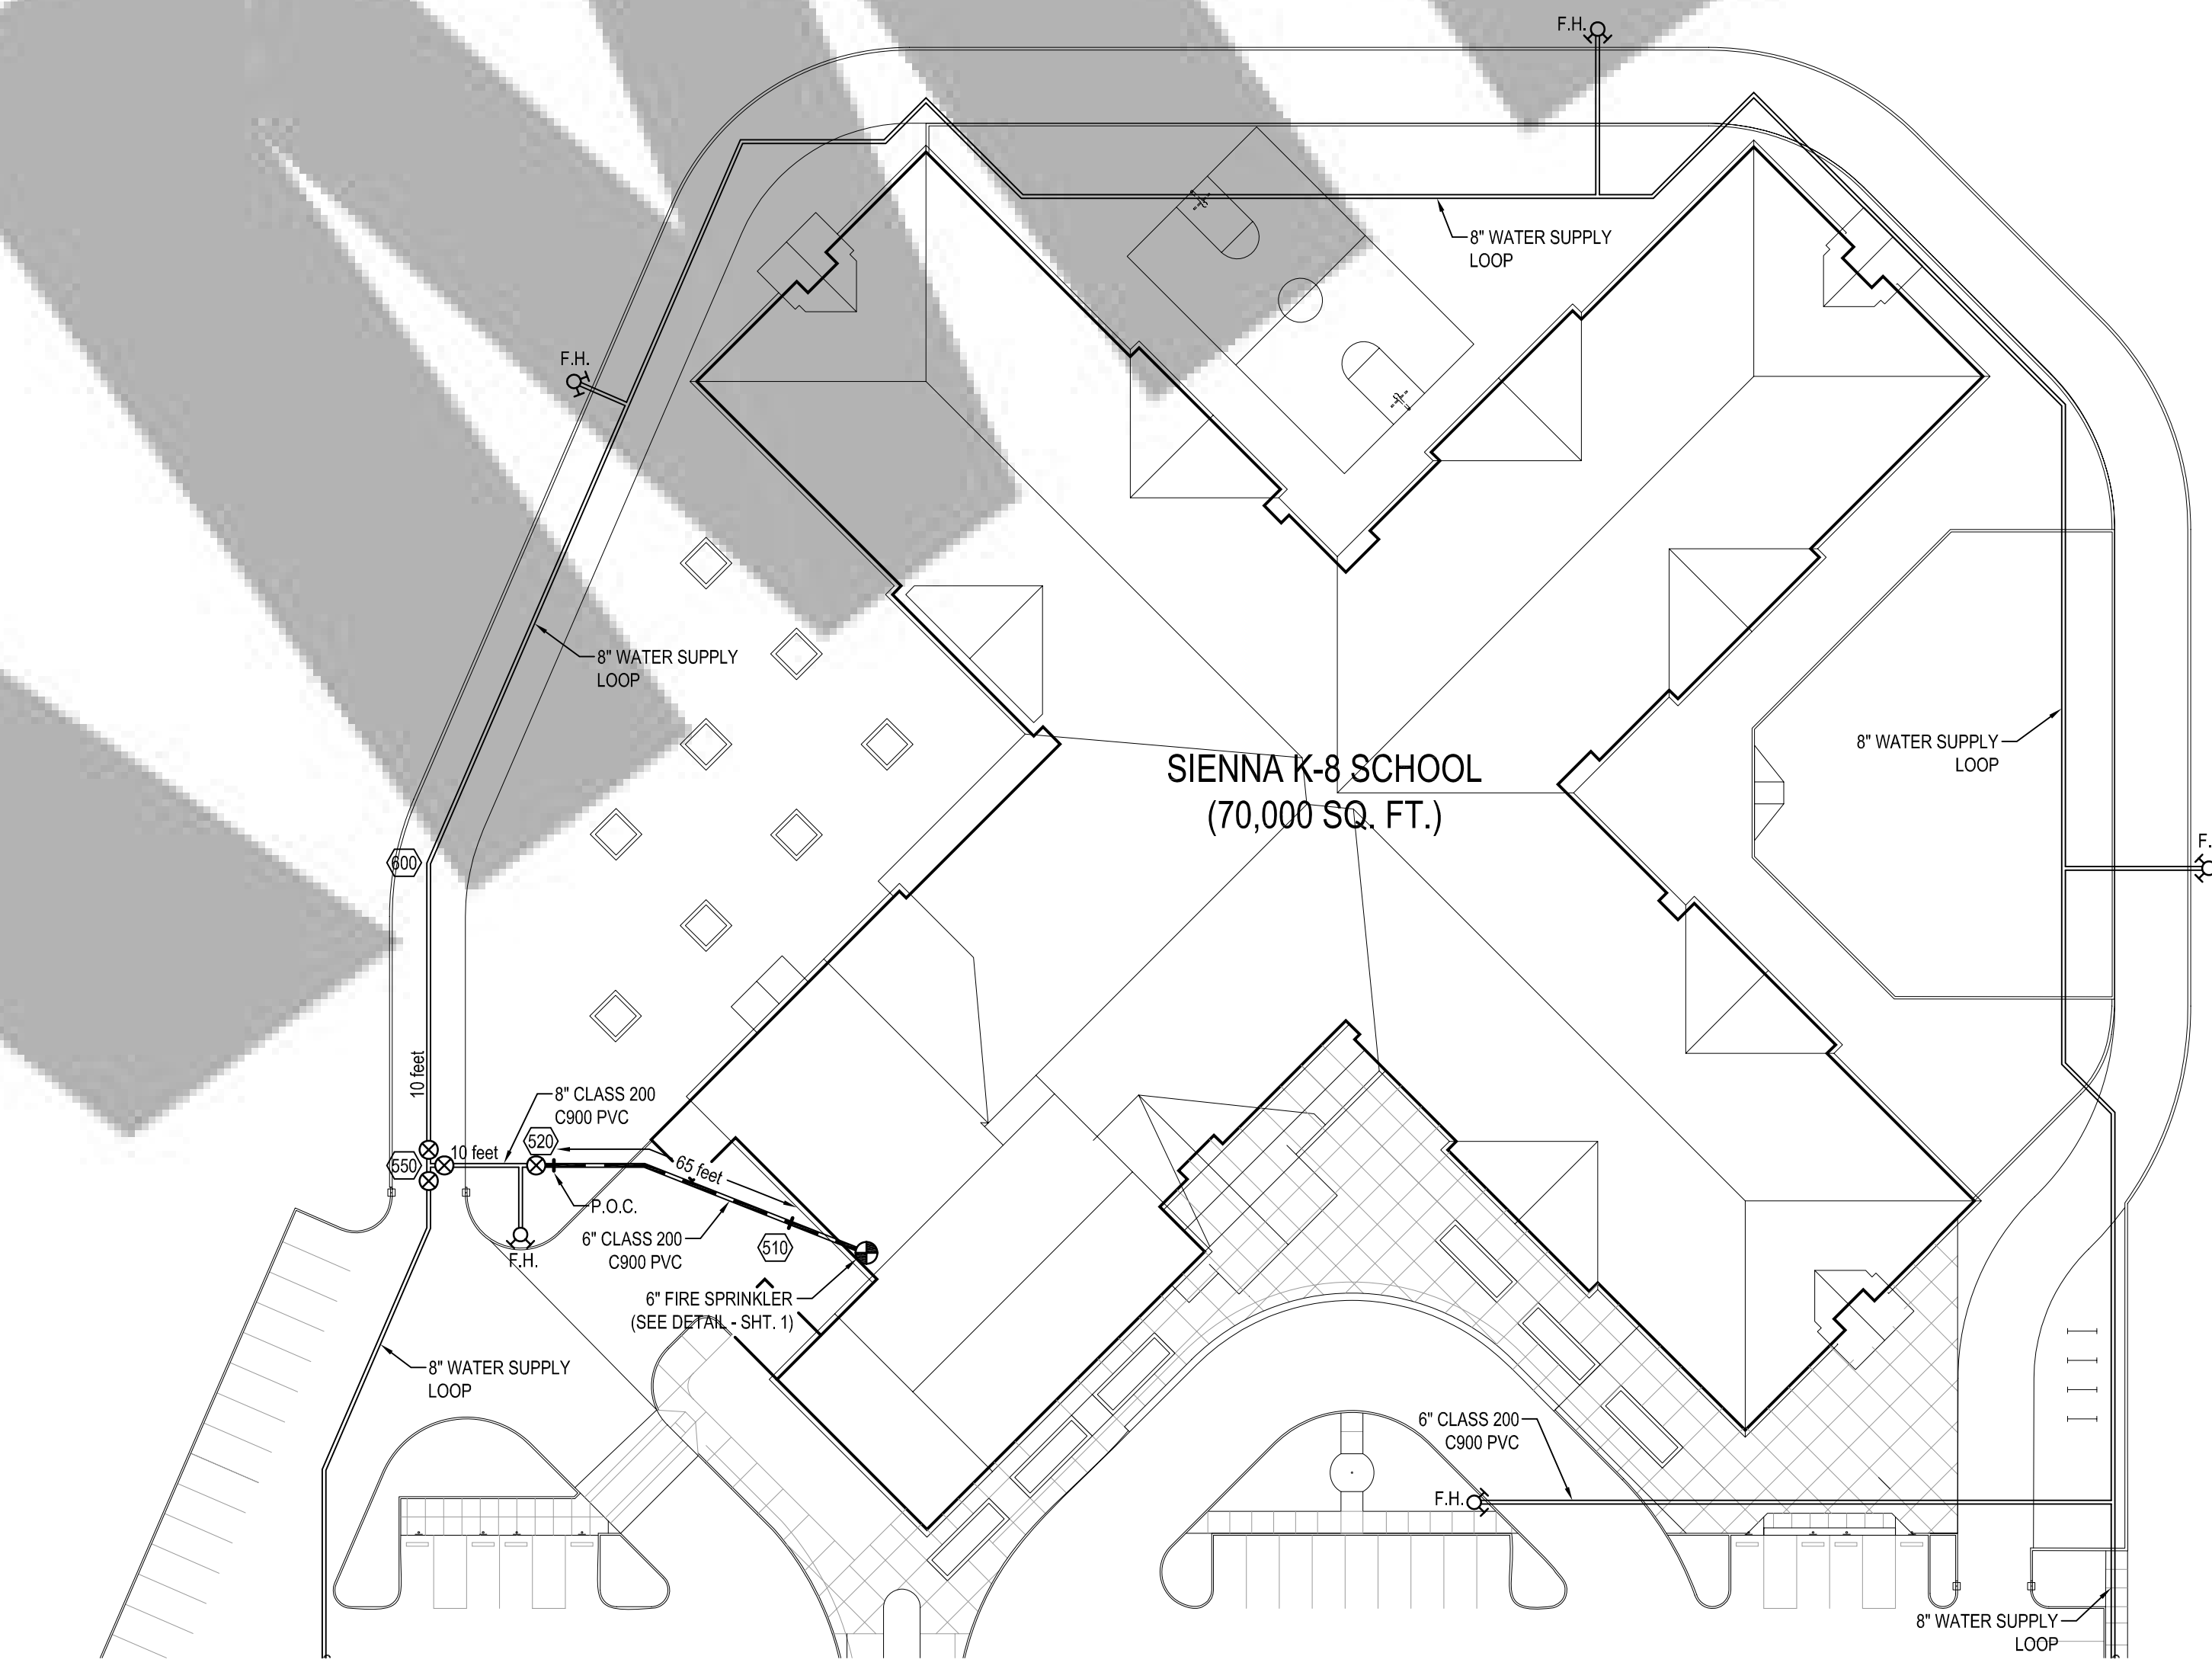 F.H.
8" WATER SUPPLY
LOOP
F.H.
8" WATER SUPPLY
LOOP
8" WATER SUPPLY
LOOP
SIENNA K-8 SCHOOL
(70,000 SQ. FT.)
F.
600
10 feet
8" CLASS 200
C900 PVC
520
10 feet
550
65 feet
P.O.C.
6" CLASS 200
C900 PVC
510
F.H.
6" FIRE SPRINKLER
(SEE DETAIL - SHT. 1)
8" WATER SUPPLY
LOOP
6" CLASS 200
C900 PVC
F.H.
8" WATER SUPPLY
LOOP